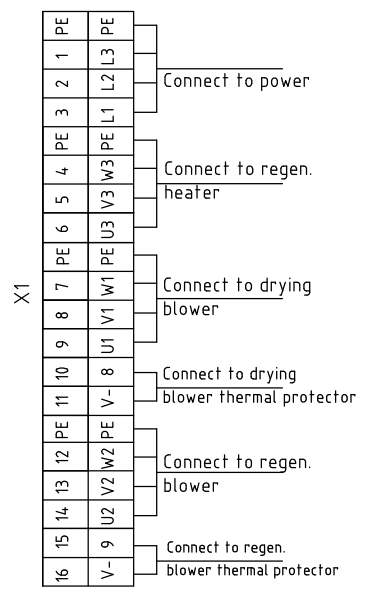 X1
PE PE
1 L3
2 L2
3 L1
Connect to power
PE PE
4 W3
5 V3
6 U3
Connect to regen.
heater
PE PE
7 W1
8 V1
9 U1
Connect to drying
blower
10 8
11 V-
Connect to drying
blower thermal protector
PE PE
12 W2
13 V2
14 U2
Connect to regen.
blower
15 9
16 V-
Connect to regen.
blower thermal protector